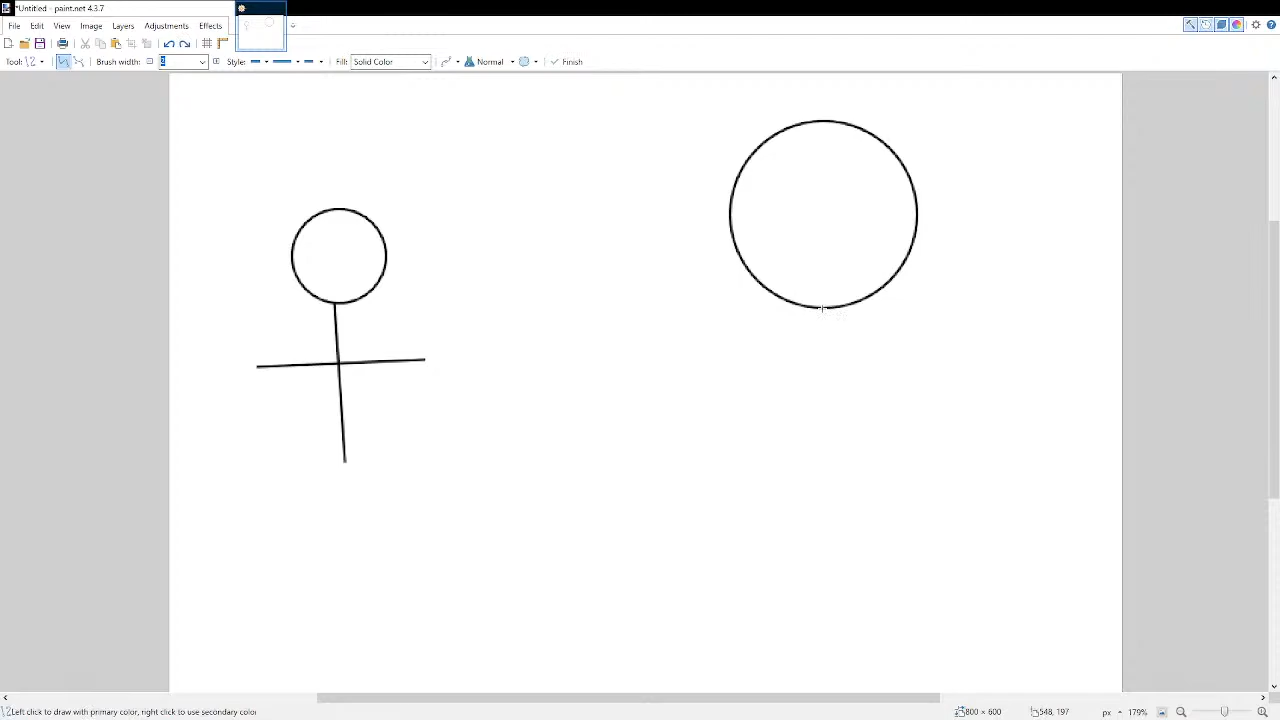 *Untitled - paint.net 4.3.7
File Edit View Image Layers Adjustments Effects
Tool: Brush width: 2 Style: Fill: Solid Color Normal Finish
Left click to draw with primary color, right click to use secondary color 800 × 600 548, 197 px 179%